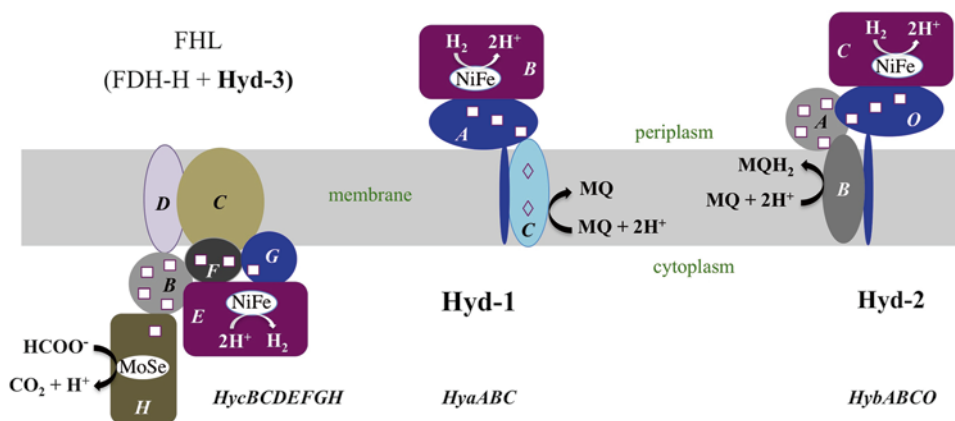 FHL
(FDH-H + Hyd-3)
D
C
B
F
G
E
NiFe
2H⁺ H₂
HCOO⁻
MoSe
CO₂ + H⁺
H
HycBCDEFGH
membrane
H₂ 2H⁺
NiFe
B
A
C
MQ
MQ + 2H⁺
Hyd-1
HyaABC
periplasm
cytoplasm
H₂ 2H⁺
C
NiFe
A
O
MQH₂
MQ + 2H⁺
B
Hyd-2
HybABCO